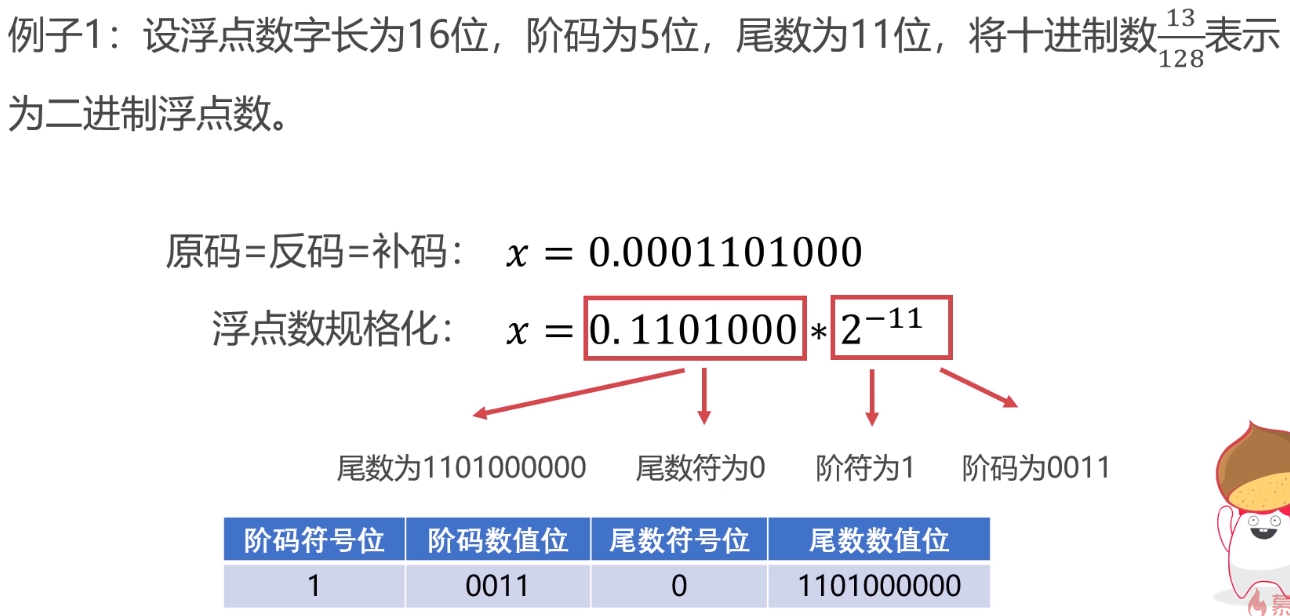 例子1：设浮点数字长为16位，阶码为5位，尾数为11位，将十进制数13/128表示
为二进制浮点数。
原码=反码=补码： x = 0.0001101000
浮点数规格化： x = 0.1101000 * 2^−11
尾数为1101000000 尾数符为0 阶符为1 阶码为0011
阶码符号位 阶码数值位 尾数符号位 尾数数值位
1 0011 0 1101000000